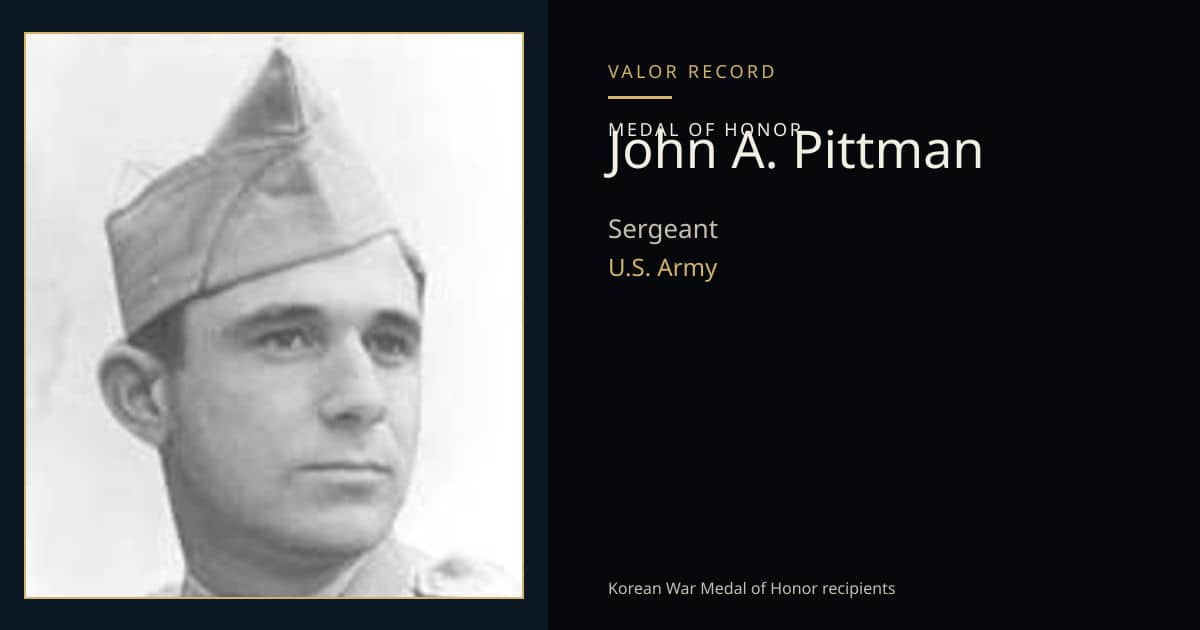 VALOR RECORD
MEDAL OF HONOR
John A. Pittman
Sergeant
U.S. Army
Korean War Medal of Honor recipients